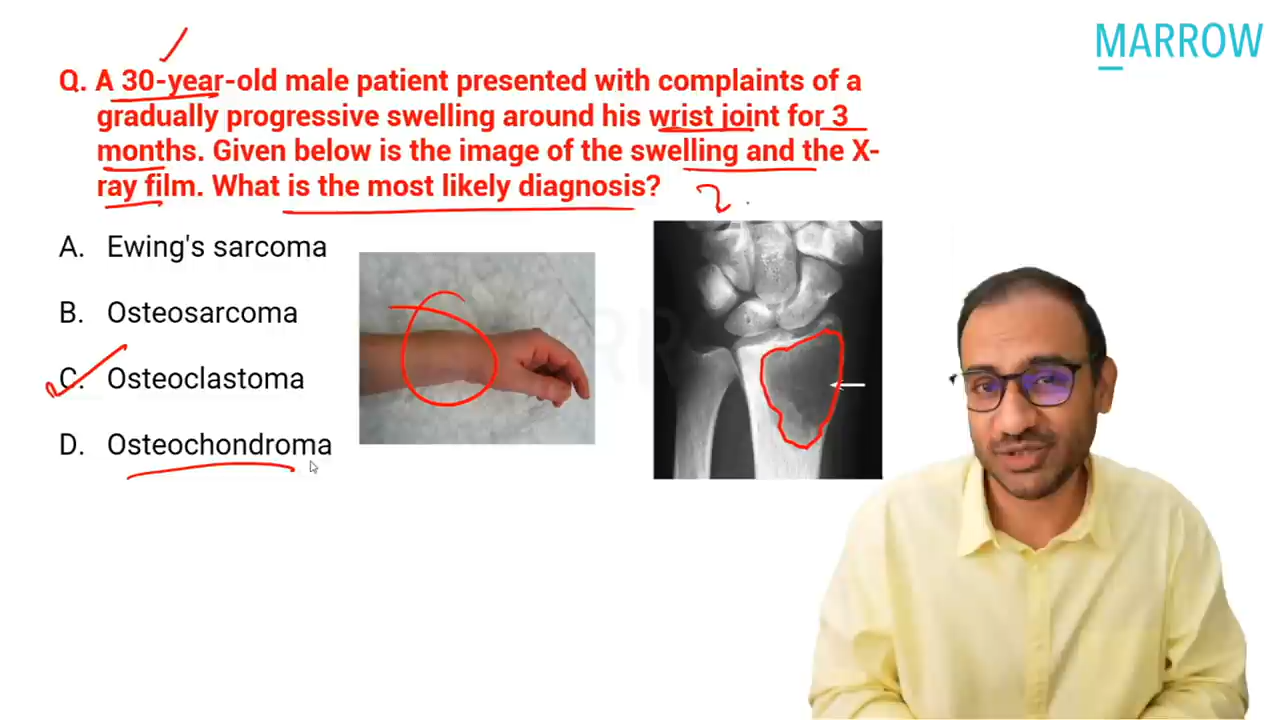 MARROW
Q. A 30-year-old male patient presented with complaints of a
gradually progressive swelling around his wrist joint for 3
months. Given below is the image of the swelling and the X-
ray film. What is the most likely diagnosis?
A. Ewing's sarcoma
B. Osteosarcoma
C. Osteoclastoma
D. Osteochondroma